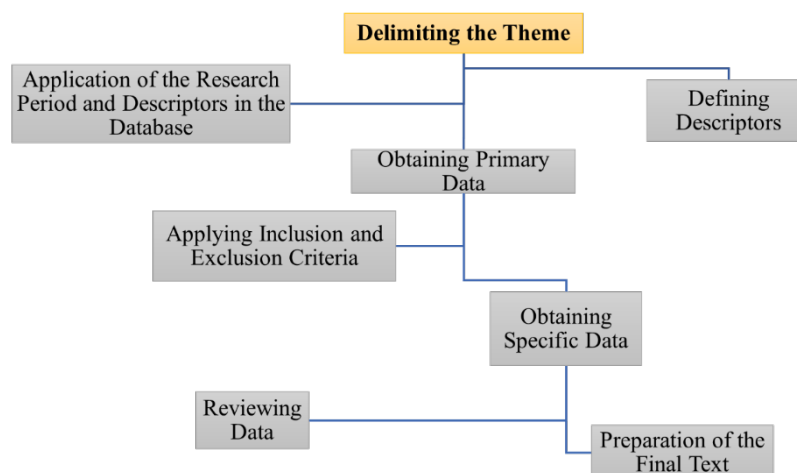 Delimiting the Theme
Application of the Research
Period and Descriptors in the
Database
Defining
Descriptors
Obtaining Primary
Data
Applying Inclusion and
Exclusion Criteria
Obtaining
Specific Data
Reviewing
Data
Preparation of the
Final Text